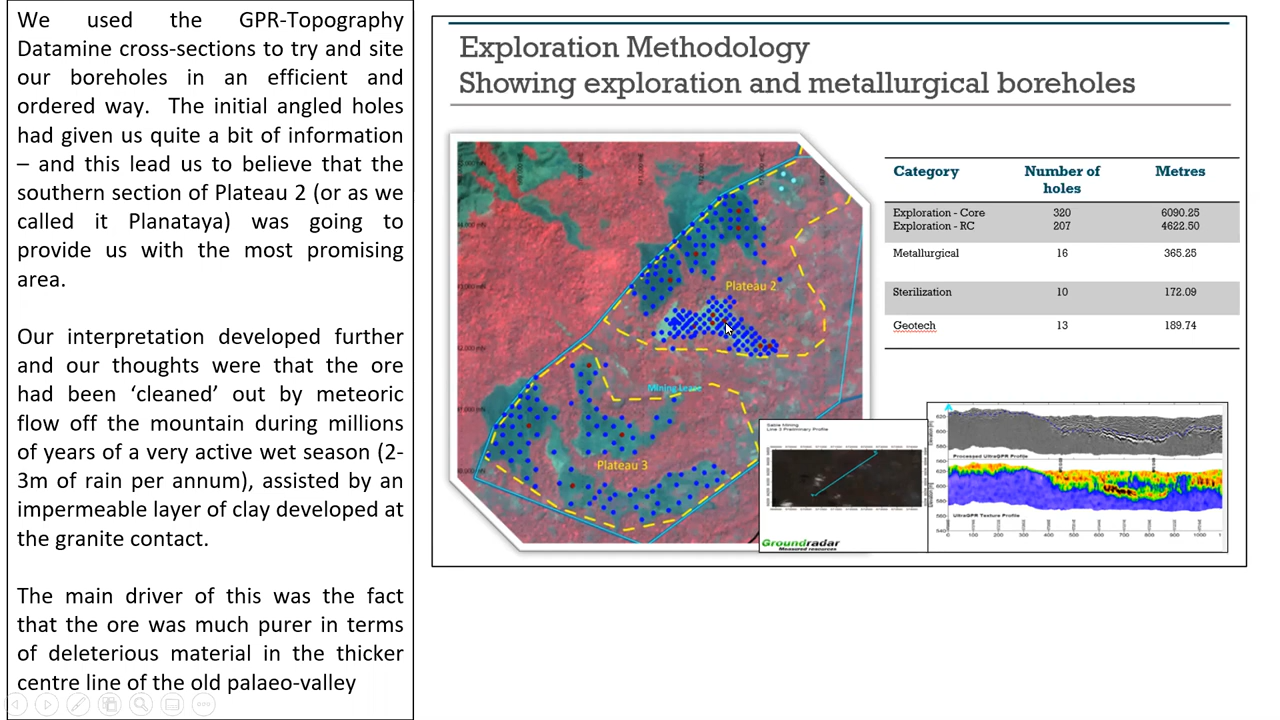 We used the GPR-Topography
Datamine cross-sections to try and site
our boreholes in an efficient and
ordered way. The initial angled holes
had given us quite a bit of information
– and this lead us to believe that the
southern section of Plateau 2 (or as we
called it Planataya) was going to
provide us with the most promising
area.
Our interpretation developed further
and our thoughts were that the ore
had been ‘cleaned’ out by meteoric
flow off the mountain during millions
of years of a very active wet season (2-
3m of rain per annum), assisted by an
impermeable layer of clay developed at
the granite contact.
The main driver of this was the fact
that the ore was much purer in terms
of deleterious material in the thicker
centre line of the old palaeo-valley
Exploration Methodology
Showing exploration and metallurgical boreholes
Plateau 2
Mining Lease
Plateau 3
Category Number of holes Metres
Exploration - Core 320 6090.25
Exploration - RC 207 4622.50
Metallurgical 16 365.25
Sterilization 10 172.09
Geotech 13 189.74
Sable Mining
Line 3 Preliminary Profile
Groundradar
Measured resources
Processed UltraGPR Profile
UltraGPR Texture Profile